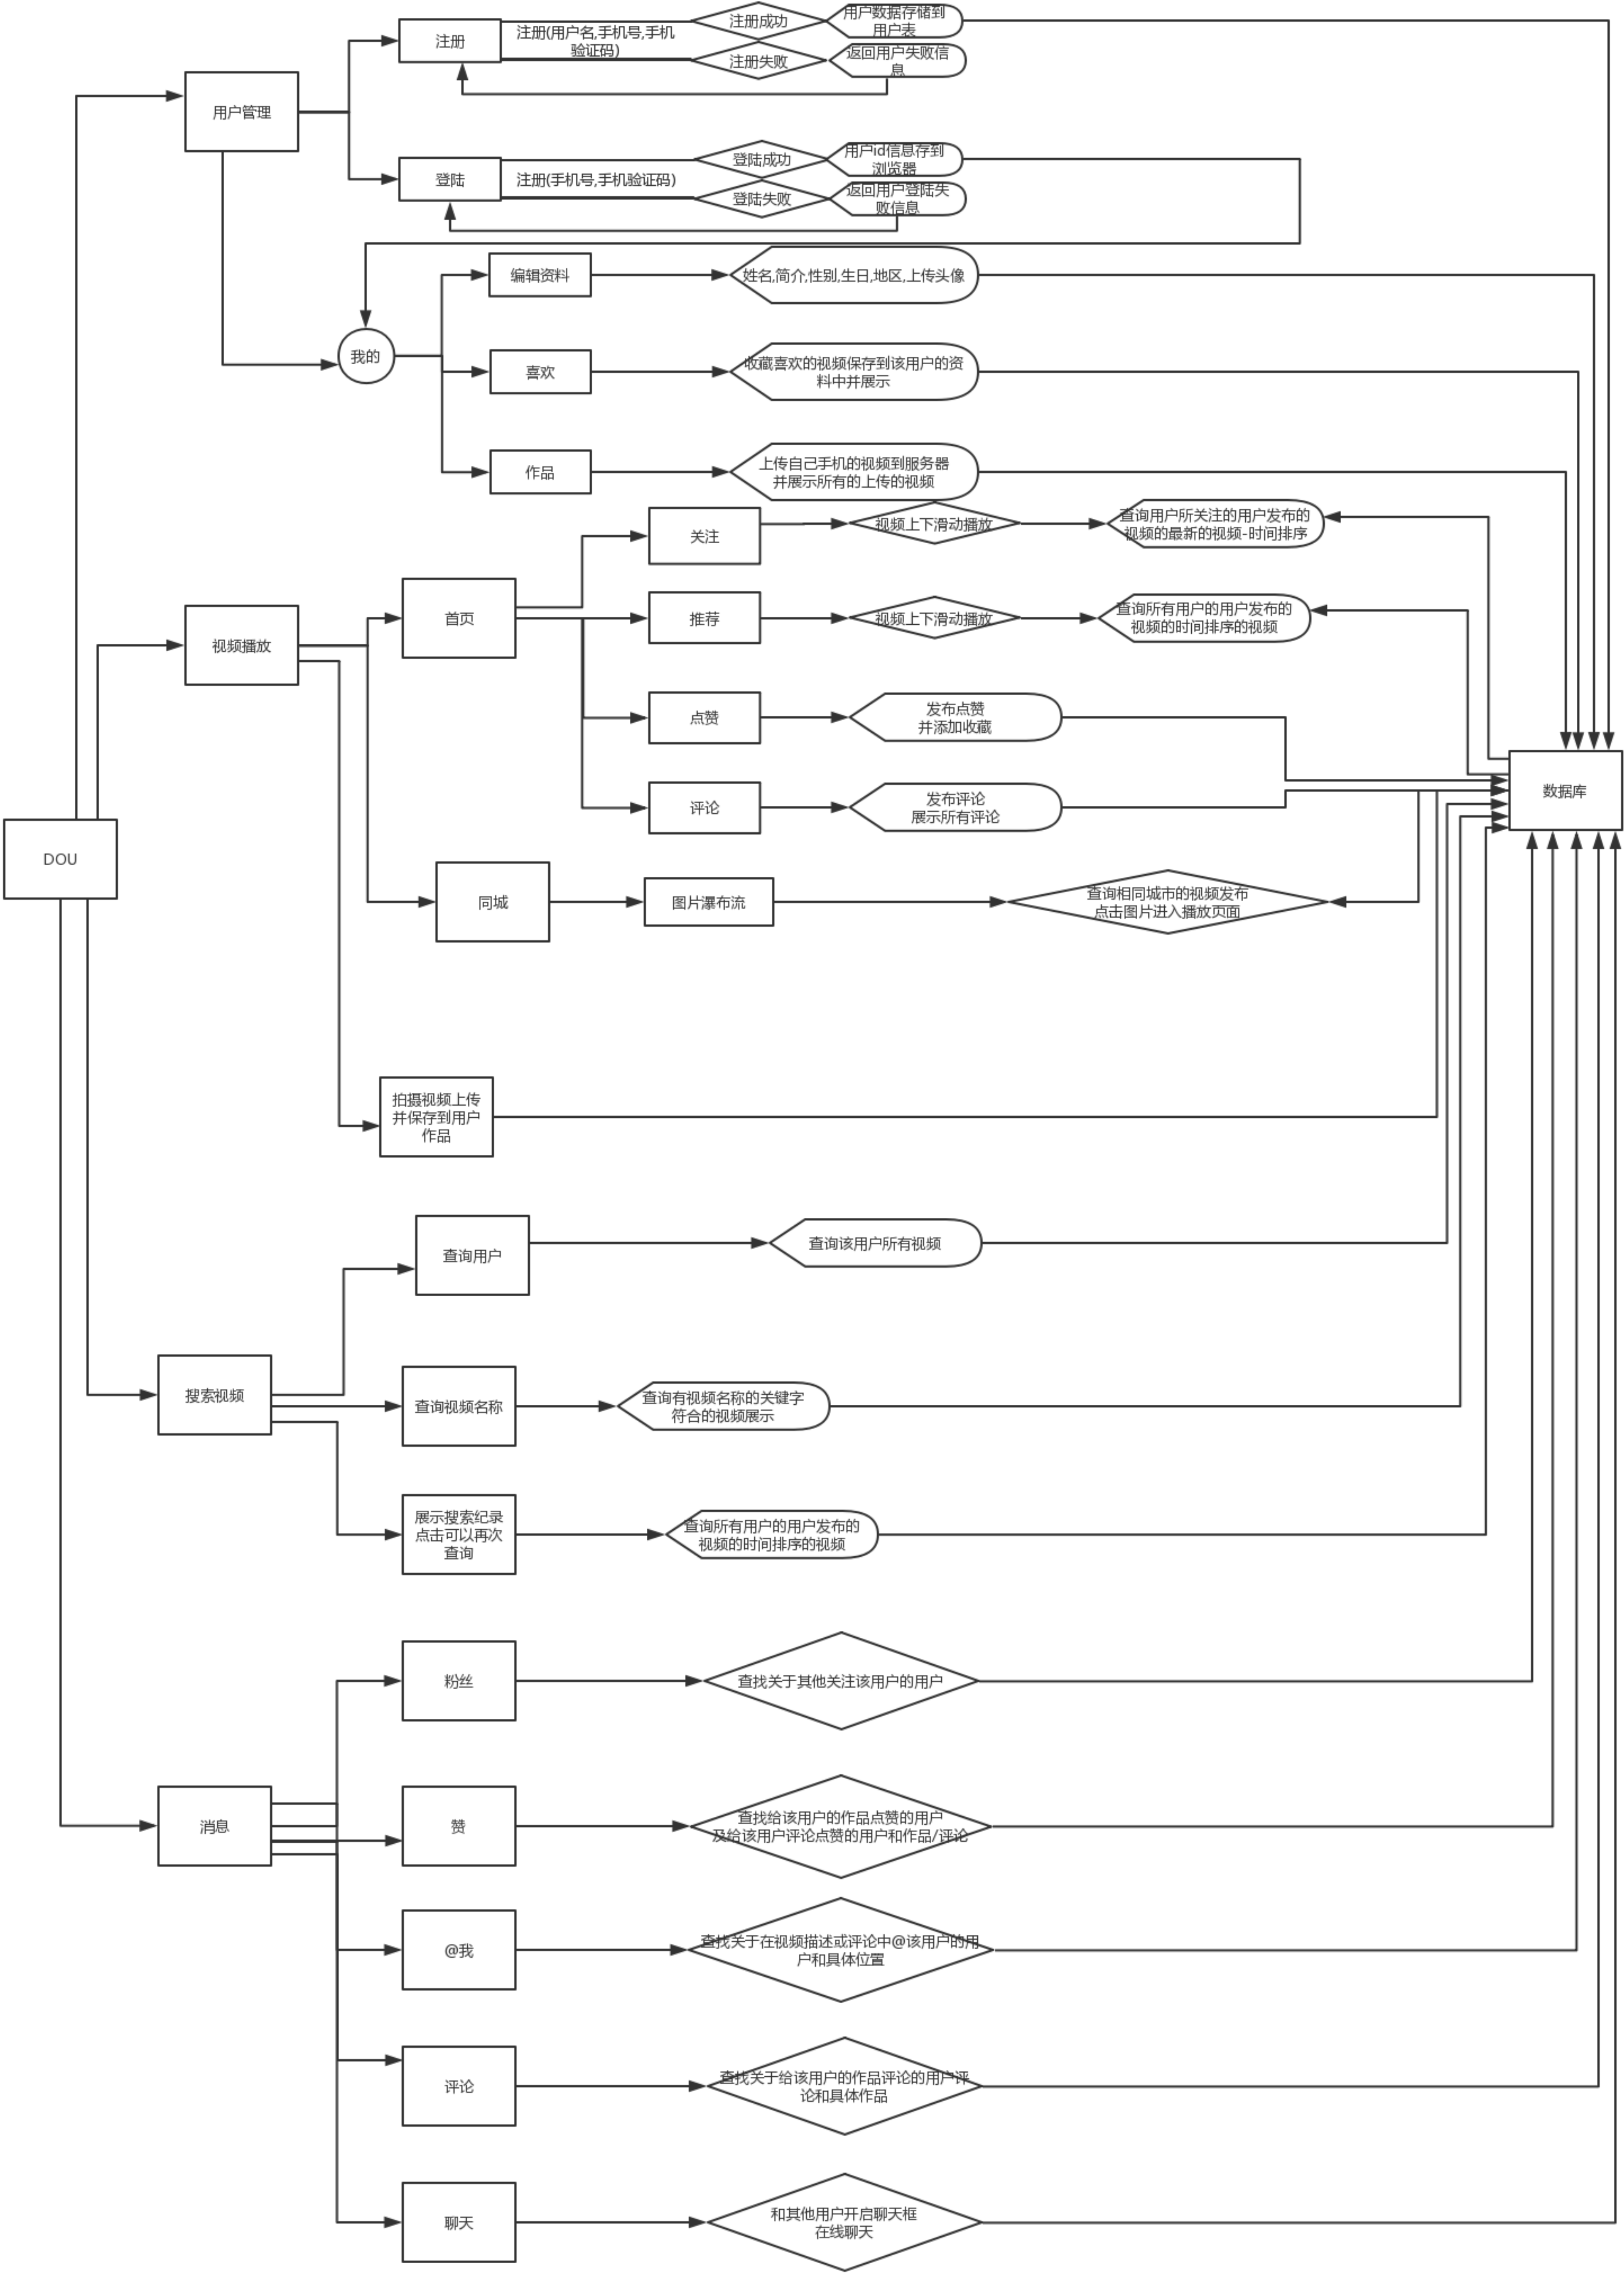 注册
注册(用户名,手机号,手机
验证码)
注册成功
用户数据存储到
用户表
注册失败
返回用户失败信
息
用户管理
登陆
注册(手机号,手机验证码)
登陆成功
用户id信息存到
浏览器
登陆失败
返回用户登陆失
败信息
编辑资料
姓名,简介,性别,生日,地区,上传头像
我的
喜欢
收藏喜欢的视频保存到该用户的资
料中并展示
作品
上传自己手机的视频到服务器
并展示所有的上传的视频
关注
视频上下滑动播放
查询用户所关注的用户发布的
视频的最新的视频-时间排序
视频播放
首页
推荐
视频上下滑动播放
查询所有用户的用户发布的
视频的时间排序的视频
点赞
发布点赞
并添加收藏
数据库
评论
发布评论
展示所有评论
DOU
同城
图片瀑布流
查询相同城市的视频发布
点击图片进入播放页面
拍摄视频上传
并保存到用户
作品
查询用户
查询该用户所有视频
搜索视频
查询视频名称
查询有视频名称的关键字
符合的视频展示
展示搜索纪录
点击可以再次
查询
查询所有用户的用户发布的
视频的时间排序的视频
粉丝
查找关于其他关注该用户的用户
消息
赞
查找给该用户的作品点赞的用户
及给该用户评论点赞的用户和作品/评论
@我
查找关于在视频描述或评论中@该用户的用
户和具体位置
评论
查找关于给该用户的作品评论的用户评
论和具体作品
聊天
和其他用户开启聊天框
在线聊天